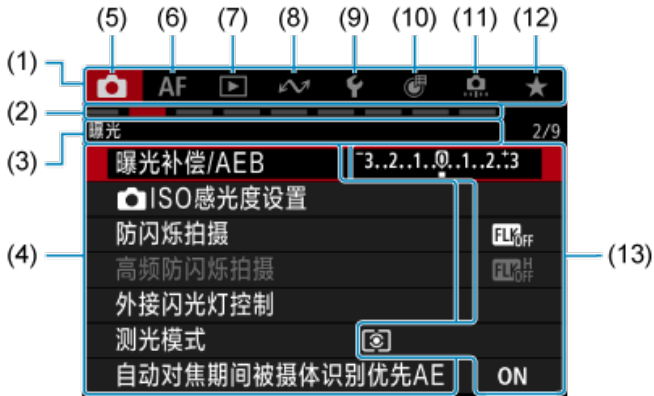 (5) (6) (7) (8) (9) (10) (11) (12)
(1)
AF
(2)
曝光 2/9
(3)
曝光补偿/AEB -3..2..1..0..1..2..+3
ISO感光度设置
防闪烁拍摄 FLK OFF
(4) (13)
高频防闪烁拍摄 FLK H OFF
外接闪光灯控制
测光模式
自动对焦期间被摄体识别优先AE ON